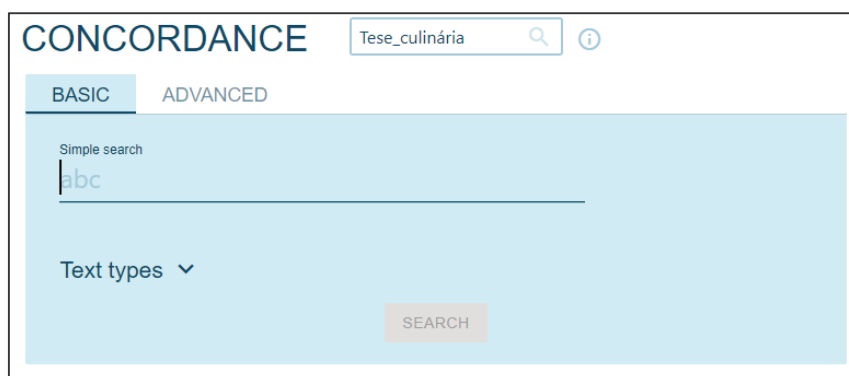 CONCORDANCE Tese_culinária
BASIC ADVANCED
Simple search
abc
Text types
SEARCH